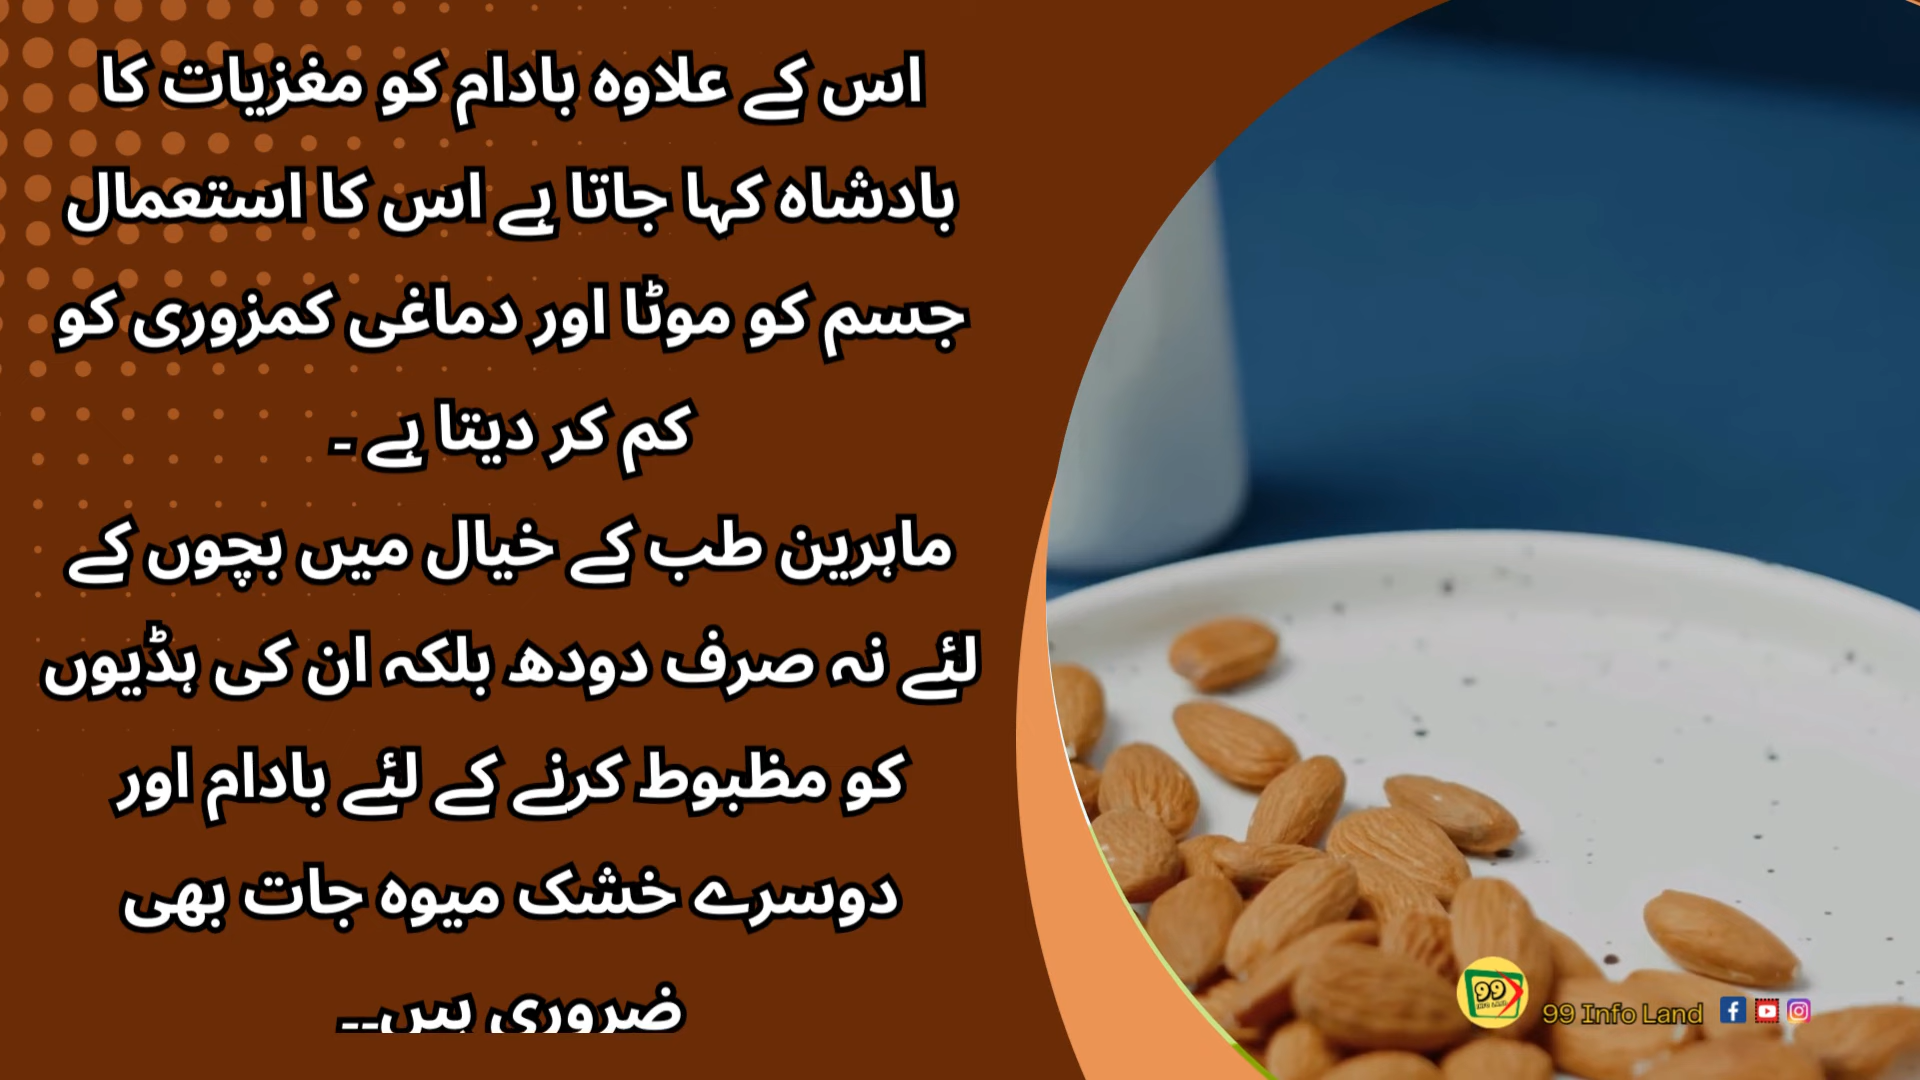 اس کے علاوہ بادام کو مغزیات کا
بادشاہ کہا جاتا ہے اس کا استعمال
جسم کو موٹا اور دماغی کمزوری کو
کم کر دیتا ہے ۔
ماہرین طب کے خیال میں بچوں کے
لئے نہ صرف دودھ بلکہ ان کی ہڈیوں
کو مظبوط کرنے کے لئے بادام اور
دوسرے خشک میوہ جات بھی
ضروری ہیں۔۔
99
INFO LAND
99 Info Land